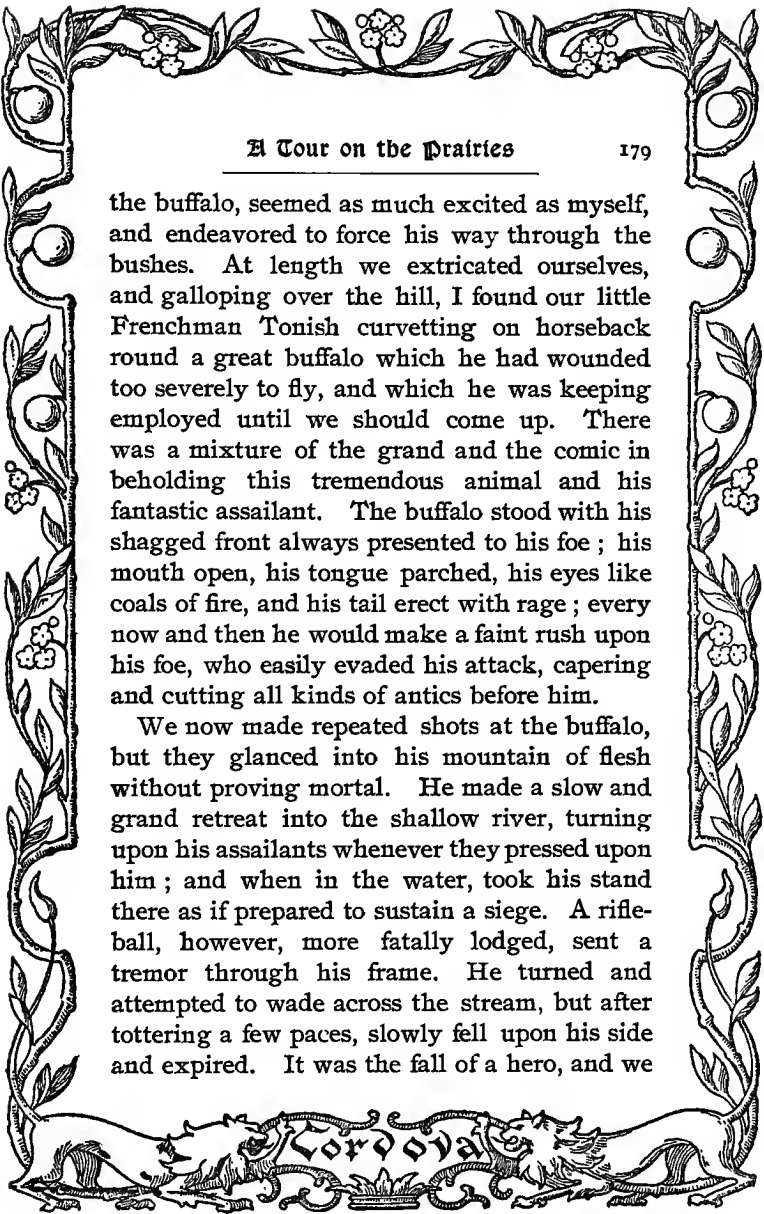 A Tour on the Prairies 179
the buffalo, seemed as much excited as myself,
and endeavored to force his way through the
bushes. At length we extricated ourselves,
and galloping over the hill, I found our little
Frenchman Tonish curvetting on horseback
round a great buffalo which he had wounded
too severely to fly, and which he was keeping
employed until we should come up. There
was a mixture of the grand and the comic in
beholding this tremendous animal and his
fantastic assailant. The buffalo stood with his
shagged front always presented to his foe ; his
mouth open, his tongue parched, his eyes like
coals of fire, and his tail erect with rage ; every
now and then he would make a faint rush upon
his foe, who easily evaded his attack, capering
and cutting all kinds of antics before him.
We now made repeated shots at the buffalo,
but they glanced into his mountain of flesh
without proving mortal. He made a slow and
grand retreat into the shallow river, turning
upon his assailants whenever they pressed upon
him ; and when in the water, took his stand
there as if prepared to sustain a siege. A rifle-
ball, however, more fatally lodged, sent a
tremor through his frame. He turned and
attempted to wade across the stream, but after
tottering a few paces, slowly fell upon his side
and expired. It was the fall of a hero, and we
Cordova